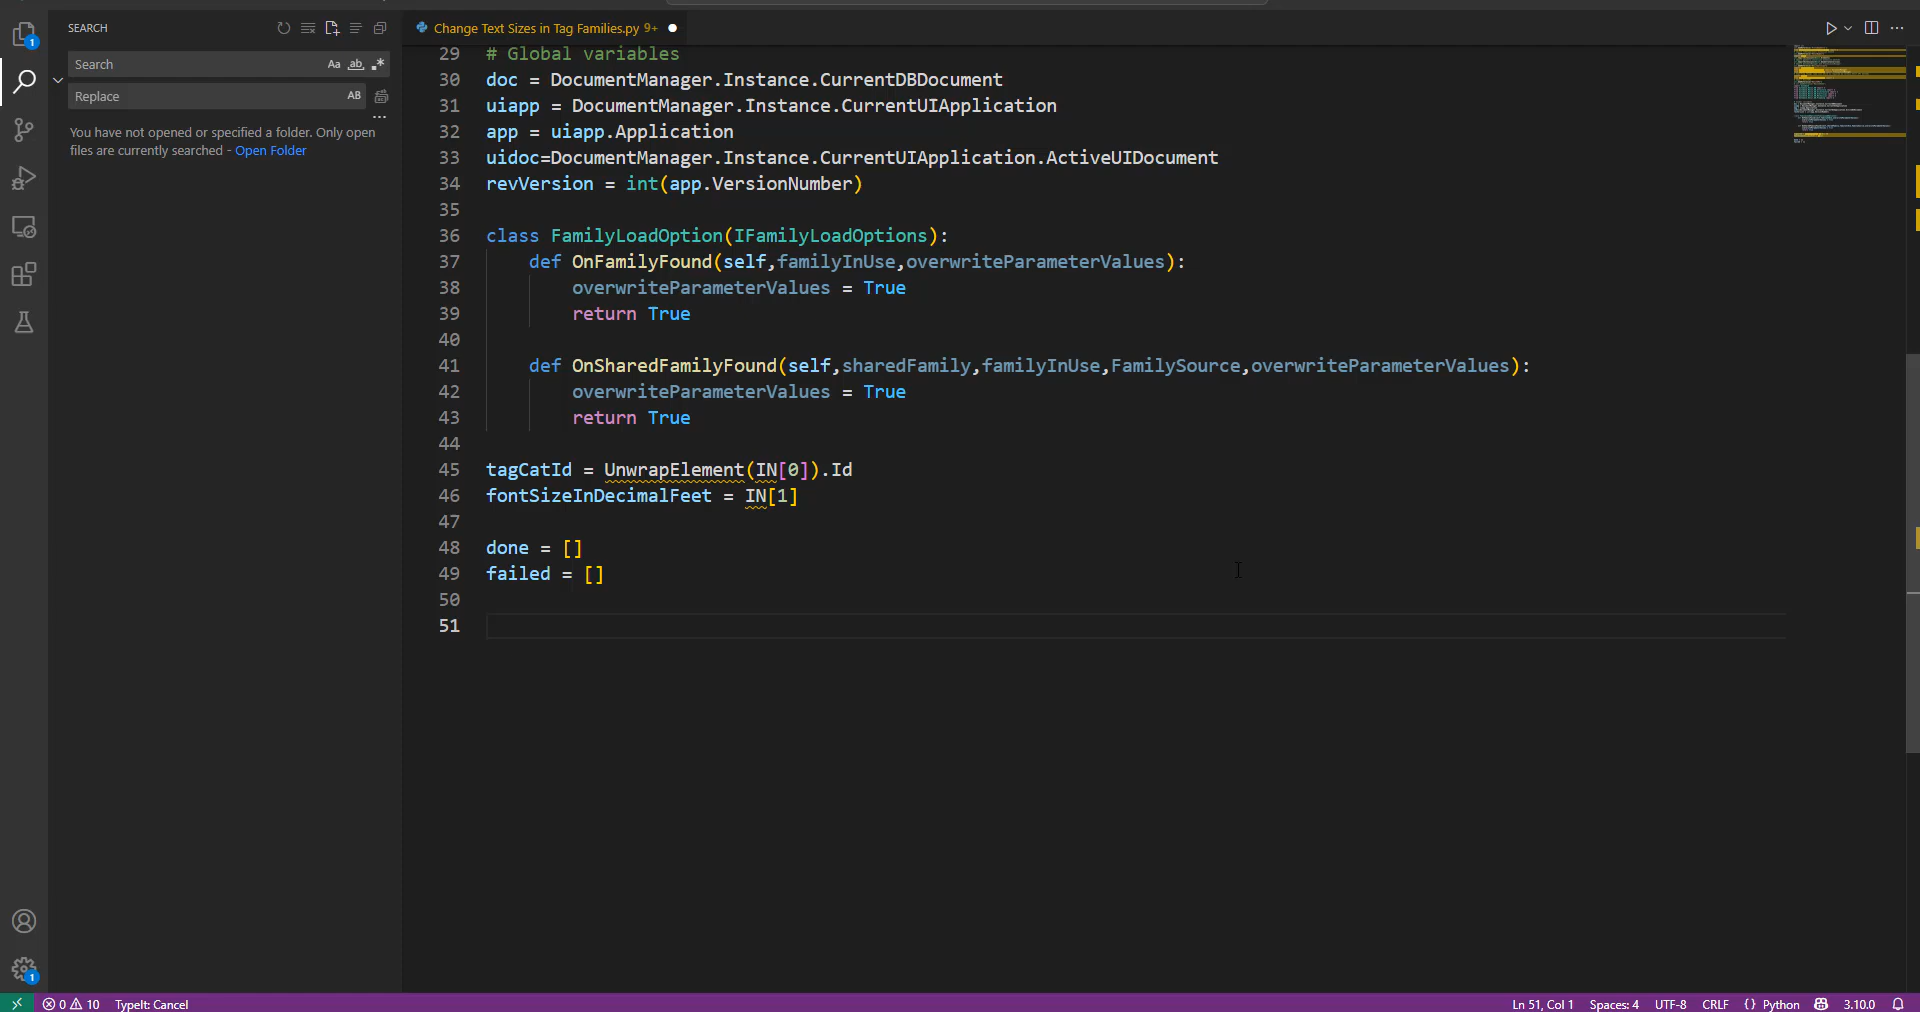 SEARCH
Search
Aa ab .*
Replace
AB
...
You have not opened or specified a folder. Only open
files are currently searched - Open Folder
Change Text Sizes in Tag Families.py 9+
29 # Global variables
30 doc = DocumentManager.Instance.CurrentDBDocument
31 uiapp = DocumentManager.Instance.CurrentUIApplication
32 app = uiapp.Application
33 uidoc=DocumentManager.Instance.CurrentUIApplication.ActiveUIDocument
34 revVersion = int(app.VersionNumber)
35
36 class FamilyLoadOption(IFamilyLoadOptions):
37 def OnFamilyFound(self,familyInUse,overwriteParameterValues):
38 overwriteParameterValues = True
39 return True
40
41 def OnSharedFamilyFound(self,sharedFamily,familyInUse,FamilySource,overwriteParameterValues):
42 overwriteParameterValues = True
43 return True
44
45 tagCatId = UnwrapElement(IN[0]).Id
46 fontSizeInDecimalFeet = IN[1]
47
48 done = []
49 failed = []
50
51
1
1
0 10 TypeIt: Cancel
Ln 51, Col 1 Spaces: 4 UTF-8 CRLF {} Python 3.10.0